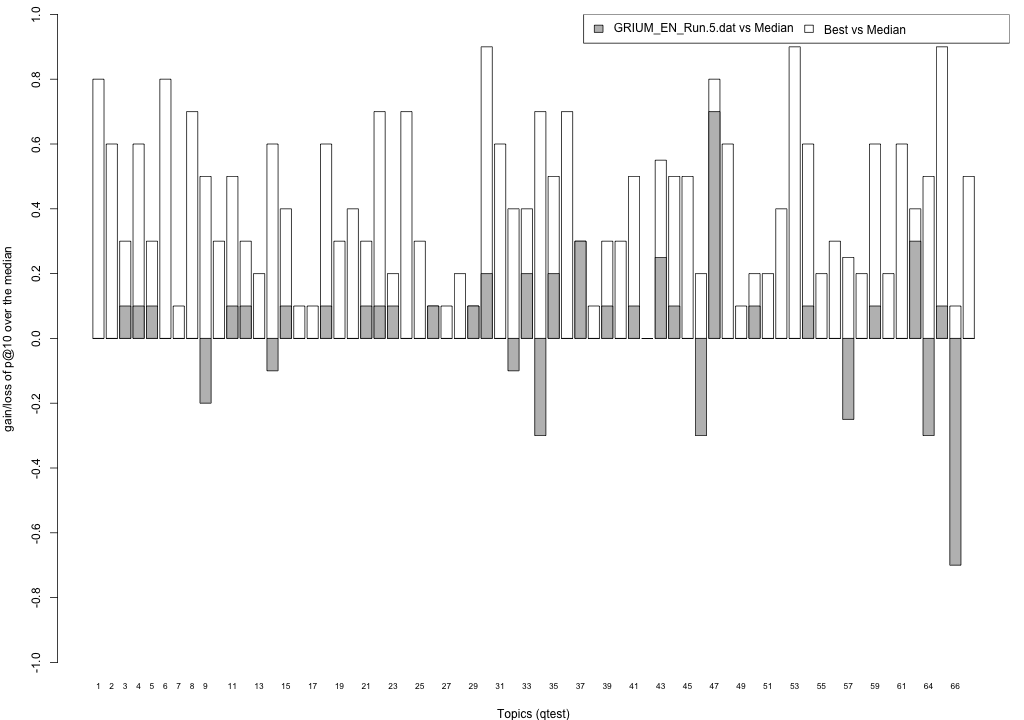 GRIUM_EN_Run.5.dat vs Median Best vs Median
1.0
0.8
0.6
0.4
0.2
0.0
-0.2
-0.4
-0.6
-0.8
-1.0
gain/loss of p@10 over the median
1 2 3 4 5 6 7 8 9 11 13 15 17 19 21 23 25 27 29 31 33 35 37 39 41 43 45 47 49 51 53 55 57 59 61 64 66
Topics (qtest)